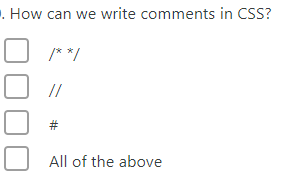 . How can we write comments in CSS?
/* */
//
#
All of the above